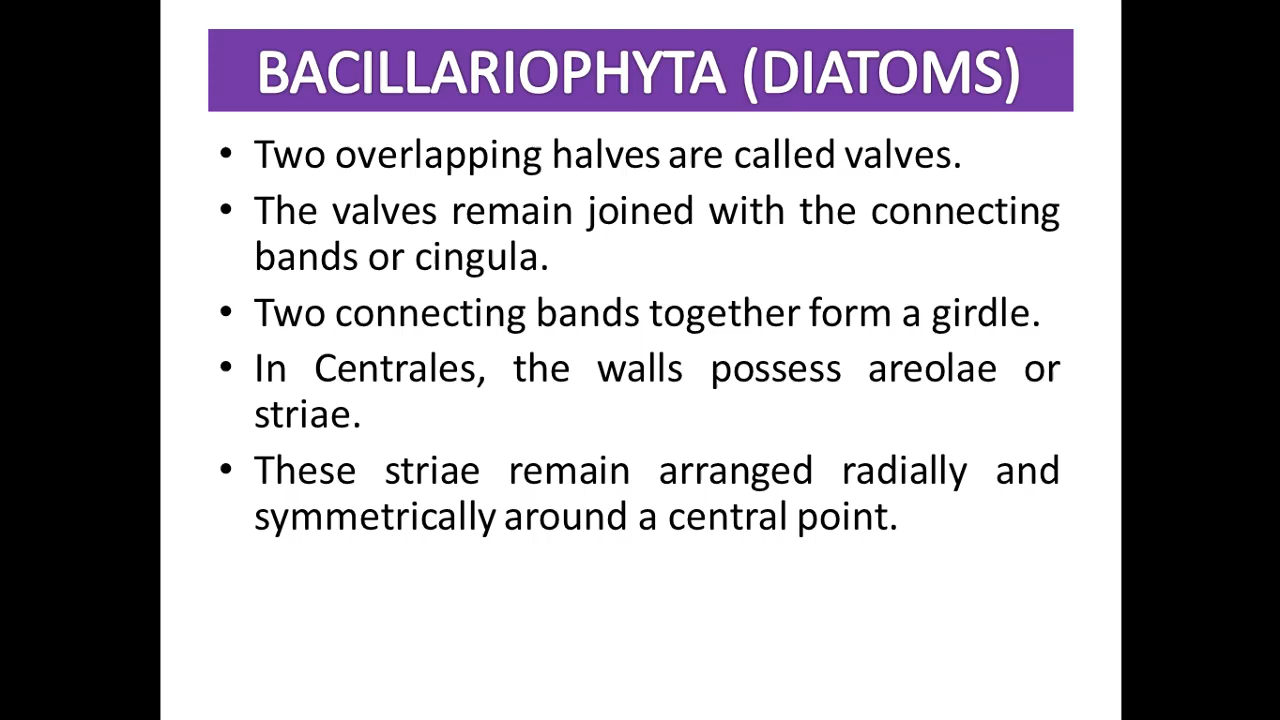 BACILLARIOPHYTA (DIATOMS)
• Two overlapping halves are called valves.
• The valves remain joined with the connecting
bands or cingula.
• Two connecting bands together form a girdle.
• In Centrales, the walls possess areolae or
striae.
• These striae remain arranged radially and
symmetrically around a central point.